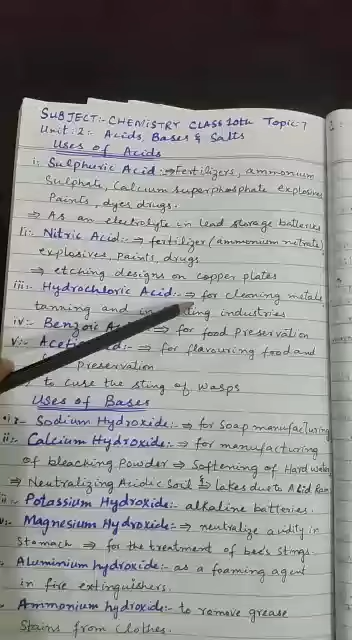 SUBJECT:- CHEMISTRY CLASS 10th Topic:- 7
Unit: 2: Acids, Bases & Salts
Uses of Acids
i. Sulphuric Acid:→ Fertilizers, ammonium
Sulphate, Calcium superphosphate explosives
Paints, dyes drugs.
⇒ As an electrolyte in lead storage batteries
ii- Nitric Acid:- → fertilizer (ammonium nitrate)
explosives, paints, drugs
⇒ etching designs on copper plates
iii- Hydrochloric Acid:- ⇒ for cleaning metals
tanning and in industries
iv- Benzoic ⇒ for food preservation
v- ⇒ for flavouring food and
preservation
to cure the sting of wasps
Uses of Bases
i- Sodium Hydroxide:- → for soap manufacturing
ii- Calcium Hydroxide:- → for manufacturing
of bleaching Powder ⇒ Softening of Hard water
⇒ Neutralizing Acidic Soil & Lakes due to Acid Rain
Potassium Hydroxide:- alkaline batteries.
Magnesium Hydroxide:- → neutralize acidity in
Stomach ⇒ for the treatment of bee's stings.
Aluminium hydroxide:- as a foaming agent
in fire extinguishers.
Ammonium hydroxide:- to remove grease
Stains from clothes.